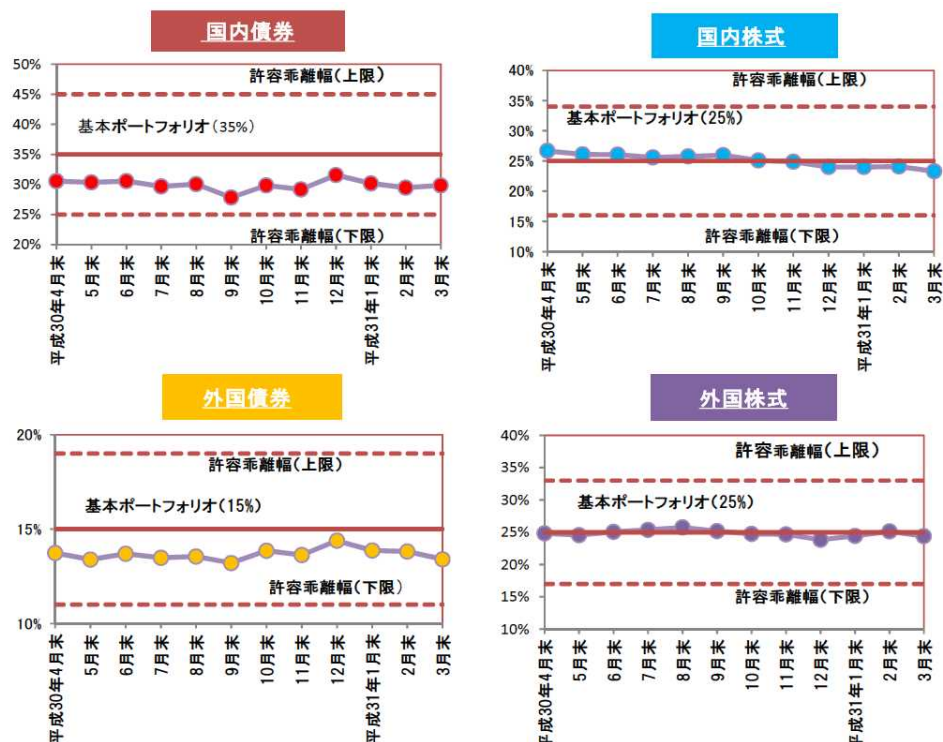 国内債券
50%
45%
40%
35%
30%
25%
20%
許容乖離幅(上限)
基本ポートフォリオ(35%)
許容乖離幅(下限)
平成30年4月末
5月末
6月末
7月末
8月末
9月末
10月末
11月末
12月末
平成31年1月末
2月末
3月末
国内株式
40%
35%
30%
25%
20%
15%
10%
許容乖離幅(上限)
基本ポートフォリオ(25%)
許容乖離幅(下限)
平成30年4月末
5月末
6月末
7月末
8月末
9月末
10月末
11月末
12月末
平成31年1月末
2月末
3月末
外国債券
20%
15%
10%
許容乖離幅(上限)
基本ポートフォリオ(15%)
許容乖離幅(下限)
平成30年4月末
5月末
6月末
7月末
8月末
9月末
10月末
11月末
12月末
平成31年1月末
2月末
3月末
外国株式
40%
35%
30%
25%
20%
15%
10%
許容乖離幅(上限)
基本ポートフォリオ(25%)
許容乖離幅(下限)
平成30年4月末
5月末
6月末
7月末
8月末
9月末
10月末
11月末
12月末
平成31年1月末
2月末
3月末